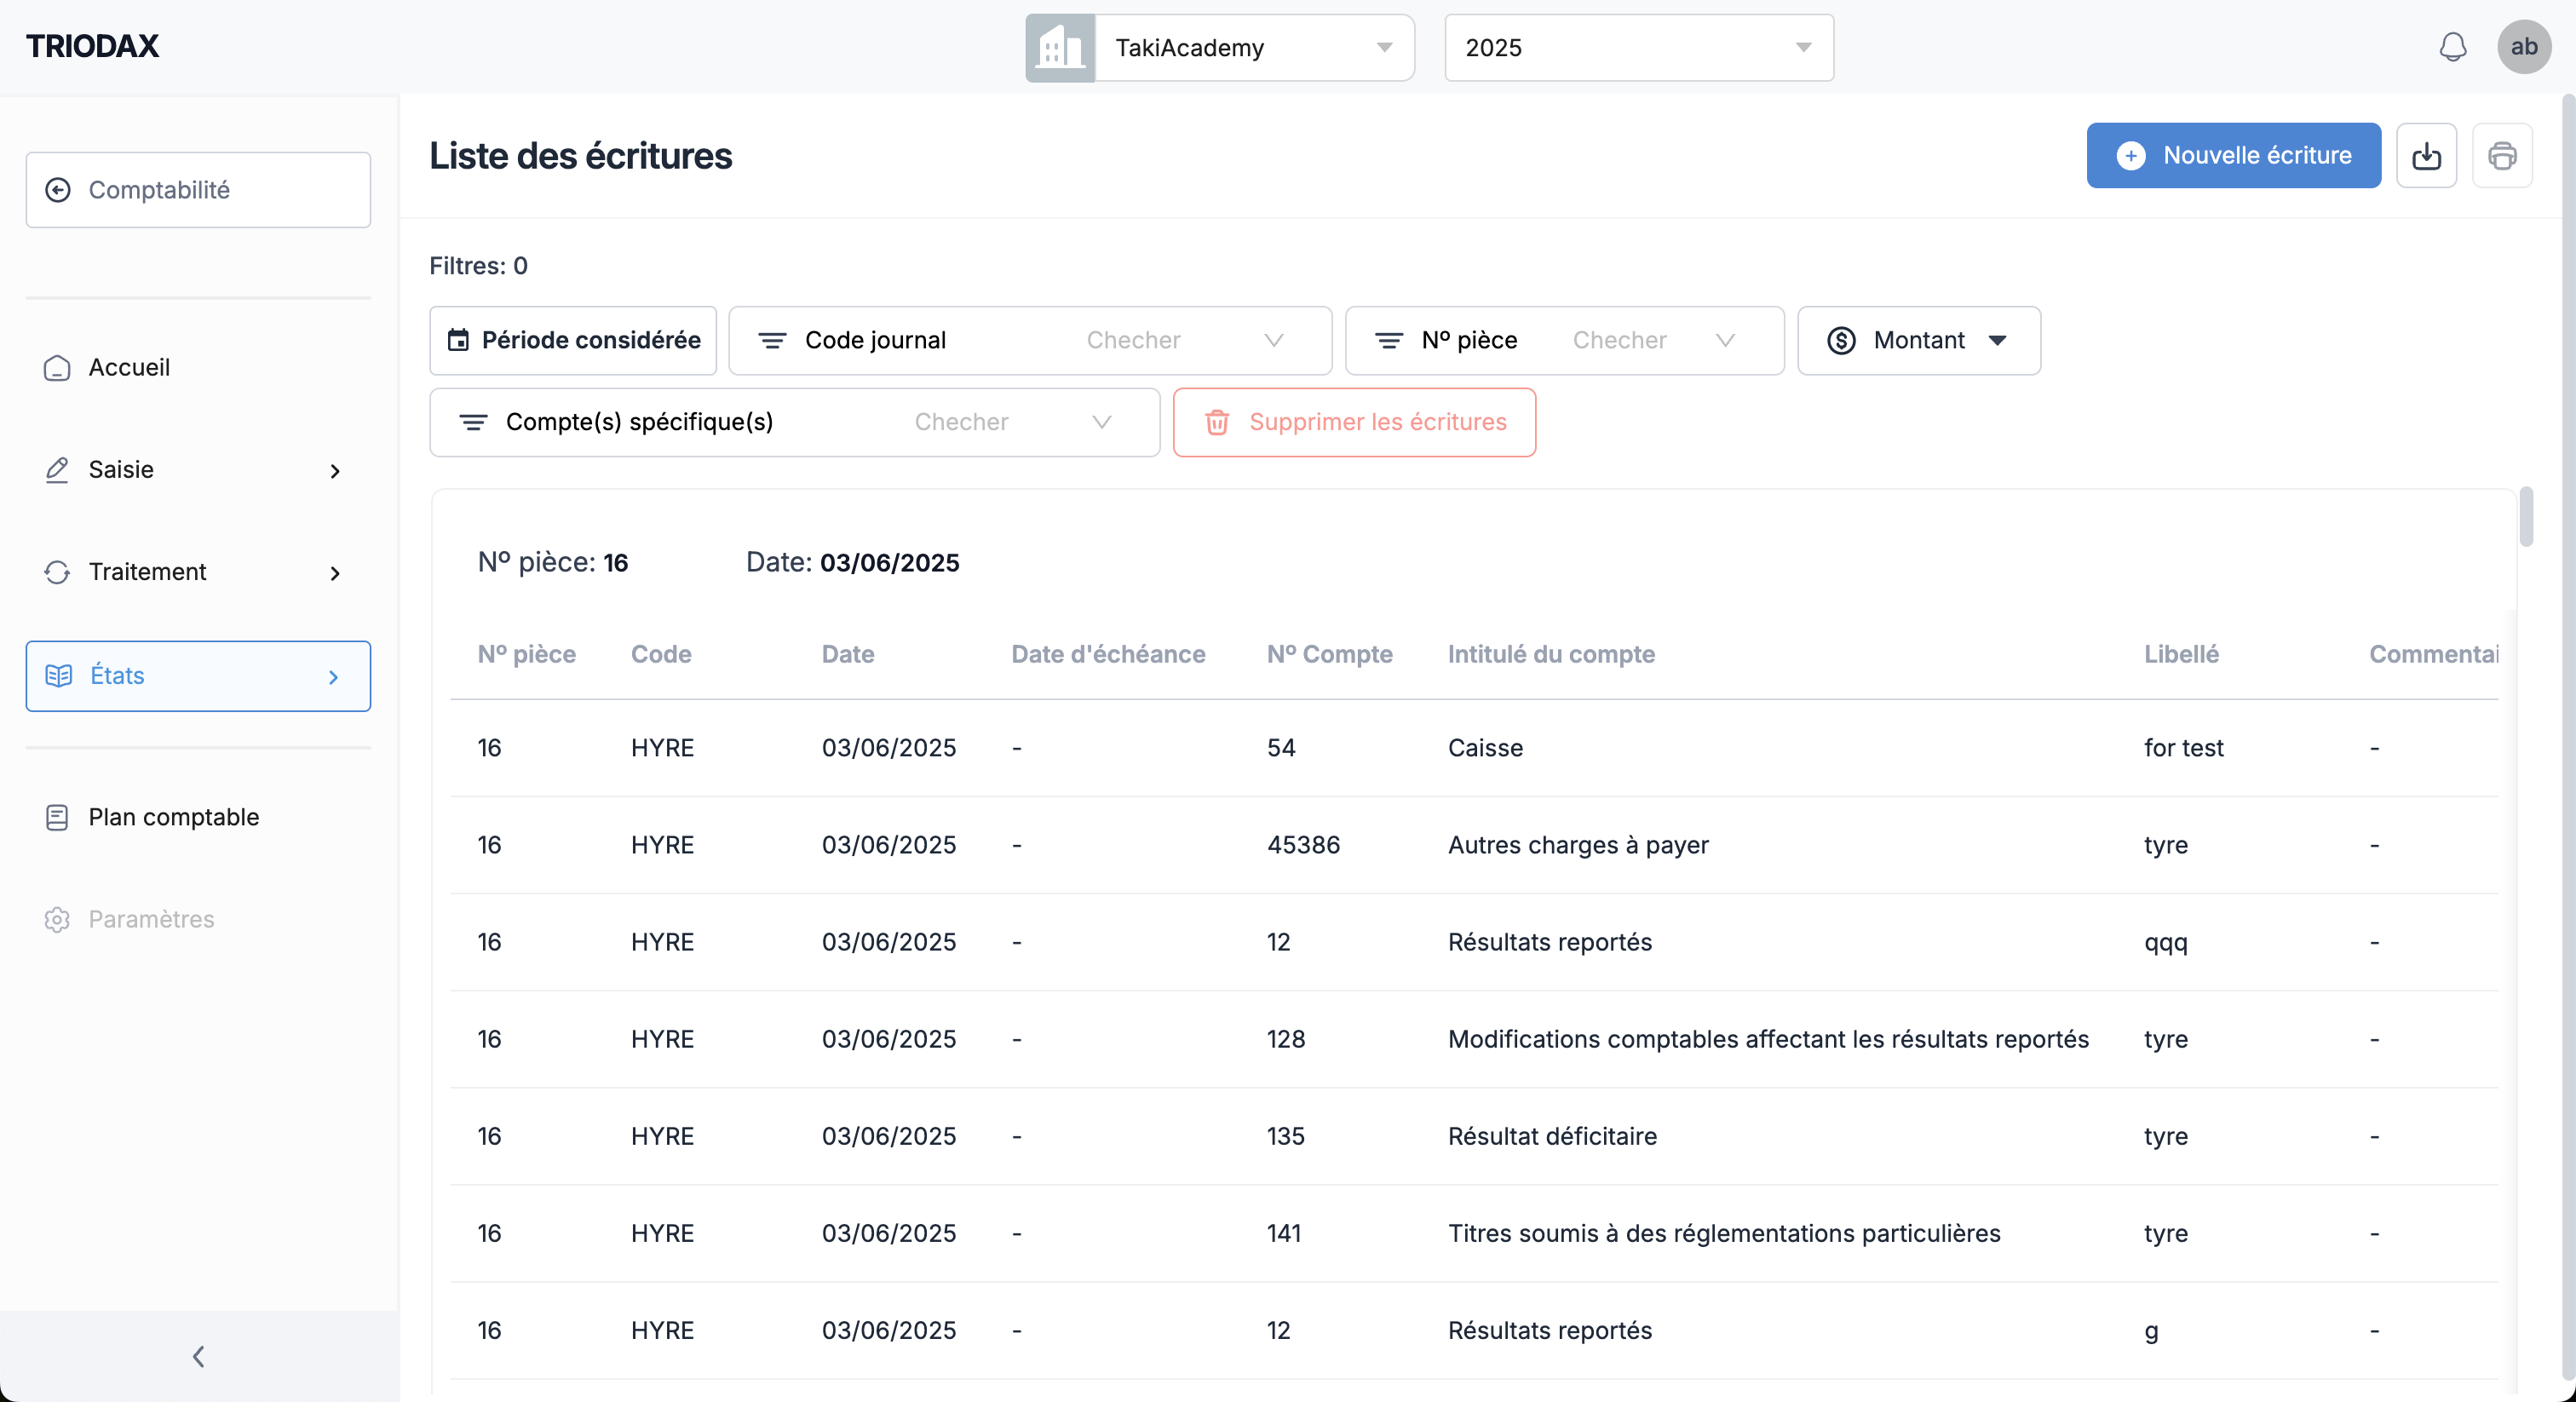 TRIODAX
TakiAcademy
2025
ab
Comptabilité
Accueil
Saisie
Traitement
États
Plan comptable
Paramètres
Liste des écritures
Nouvelle écriture
Filtres: 0
Période considérée
Code journal Checher
Nº pièce Checher
Montant
Compte(s) spécifique(s) Checher
Supprimer les écritures
Nº pièce: 16 Date: 03/06/2025
Nº pièce Code Date Date d'échéance Nº Compte Intitulé du compte Libellé Commentai
16 HYRE 03/06/2025 - 54 Caisse for test -
16 HYRE 03/06/2025 - 45386 Autres charges à payer tyre -
16 HYRE 03/06/2025 - 12 Résultats reportés qqq -
16 HYRE 03/06/2025 - 128 Modifications comptables affectant les résultats reportés tyre -
16 HYRE 03/06/2025 - 135 Résultat déficitaire tyre -
16 HYRE 03/06/2025 - 141 Titres soumis à des réglementations particulières tyre -
16 HYRE 03/06/2025 - 12 Résultats reportés g -